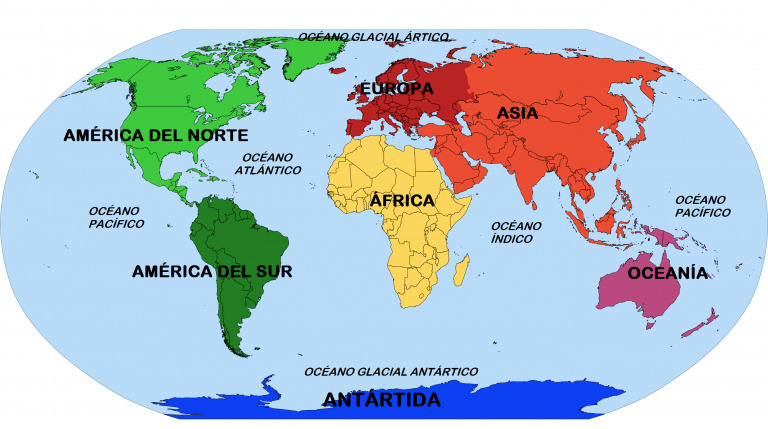 OCÉANO GLACIAL ÁRTICO
EUROPA
ASIA
AMÉRICA DEL NORTE
OCÉANO
ATLÁNTICO
ÁFRICA
OCÉANO
PACÍFICO
OCÉANO
PACÍFICO
OCÉANO
ÍNDICO
AMÉRICA DEL SUR
OCEANÍA
OCÉANO GLACIAL ANTÁRTICO
ANTÁRTIDA